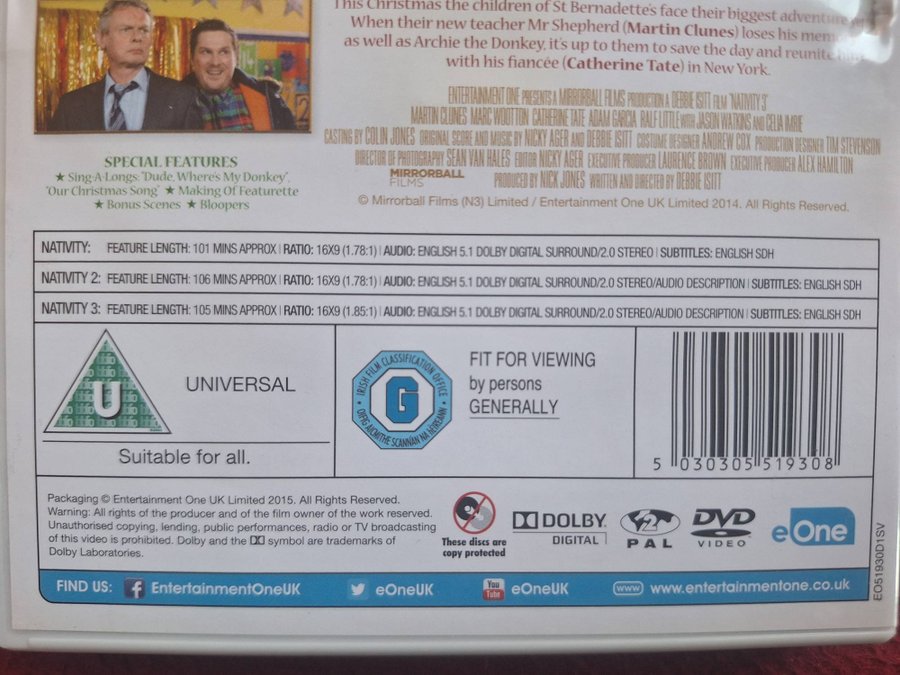 This Christmas the children of St Bernadette's face their biggest adventure
When their new teacher Mr Shepherd (Martin Clunes) loses his
as well as Archie the Donkey, it's up to them to save the day and reunite
with his fiancée (Catherine Tate) in New York.
ENTERTAINMENT ONE PRESENTS A MIRRORBALL FILMS PRODUCTION A DEBBIE ISITT FILM "NATIVITY 3"
MARTIN CLUNES MARC WOOTTON CATHERINE TATE ADAM GARCIA RALF LITTLE WITH JASON WATKINS AND CELIA IMRIE
CASTING BY COLIN JONES ORIGINAL SCORE AND MUSIC BY NICKY AGER AND DEBBIE ISITT COSTUME DESIGNER ANDREW COX PRODUCTION DESIGNER TIM STEVENSON
DIRECTOR OF PHOTOGRAPHY SEAN VAN HALES EDITOR NICKY AGER EXECUTIVE PRODUCER LAURENCE BROWN EXECUTIVE PRODUCER ALEX HAMILTON
MIRRORBALL FILMS
PRODUCED BY NICK JONES WRITTEN AND DIRECTED BY DEBBIE ISITT
© Mirrorball Films (N3) Limited / Entertainment One UK Limited 2014. All Rights Reserved.
SPECIAL FEATURES
★ Sing-A-Longs: "Dude, Where's My Donkey",
"Our Christmas Song" ★ Making Of Featurette
★ Bonus Scenes ★ Bloopers
NATIVITY: FEATURE LENGTH: 101 MINS APPROX | RATIO: 16X9 (1.78:1) | AUDIO: ENGLISH 5.1 DOLBY DIGITAL SURROUND/2.0 STEREO | SUBTITLES: ENGLISH SDH
NATIVITY 2: FEATURE LENGTH: 106 MINS APPROX | RATIO: 16X9 (1.78:1) | AUDIO: ENGLISH 5.1 DOLBY DIGITAL SURROUND/2.0 STEREO/AUDIO DESCRIPTION | SUBTITLES: ENGLISH SDH
NATIVITY 3: FEATURE LENGTH: 105 MINS APPROX | RATIO: 16X9 (1.85:1) | AUDIO: ENGLISH 5.1 DOLBY DIGITAL SURROUND/2.0 STEREO/AUDIO DESCRIPTION | SUBTITLES: ENGLISH SDH
U
UNIVERSAL
Suitable for all.
IRISH FILM CLASSIFICATION OFFICE
G
OIFIG AICMITHE SCANNÁN NA hÉIREANN
FIT FOR VIEWING
by persons
GENERALLY
5 030305 519308
Packaging © Entertainment One UK Limited 2015. All Rights Reserved.
Warning: All rights of the producer and of the film owner of the work reserved.
Unauthorised copying, lending, public performances, radio or TV broadcasting
of this video is prohibited. Dolby and the DD symbol are trademarks of
Dolby Laboratories.
These discs are
copy protected
DOLBY
DIGITAL
2
PAL
DVD
VIDEO
eOne
FIND US: f EntertainmentOneUK eOneUK You Tube eOneUK www www.entertainmentone.co.uk
EO51930D1SV